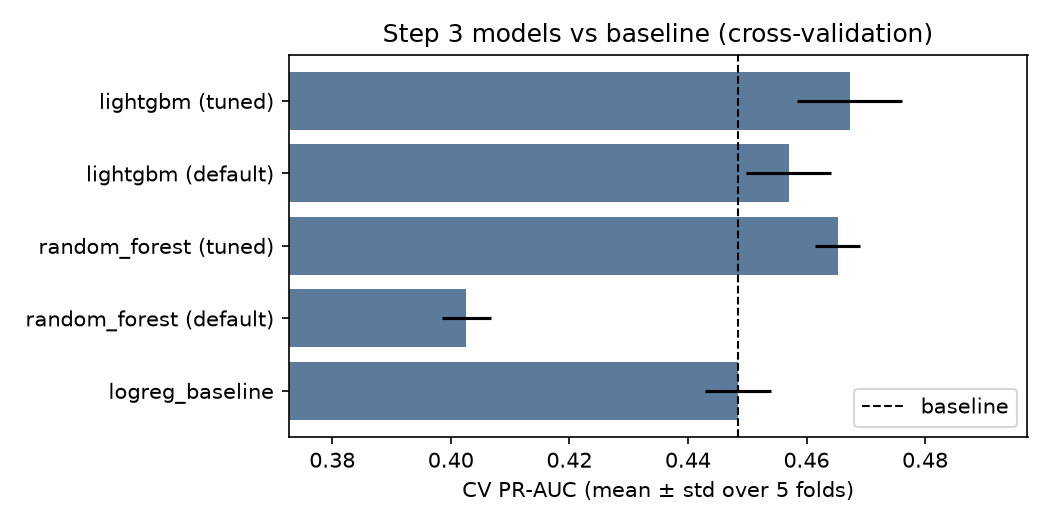 Step 3 models vs baseline (cross-validation)
lightgbm (tuned)
lightgbm (default)
random_forest (tuned)
random_forest (default)
logreg_baseline
baseline
0.38 0.40 0.42 0.44 0.46 0.48
CV PR-AUC (mean ± std over 5 folds)